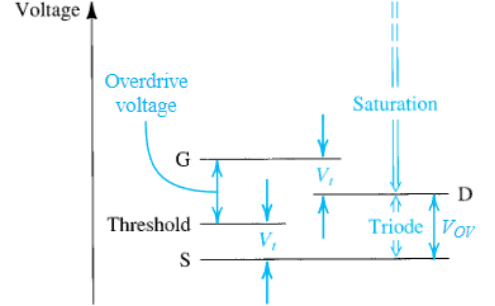 Voltage
Overdrive
voltage
Saturation
G
V_t
D
Threshold
V_t
Triode
V_OV
S